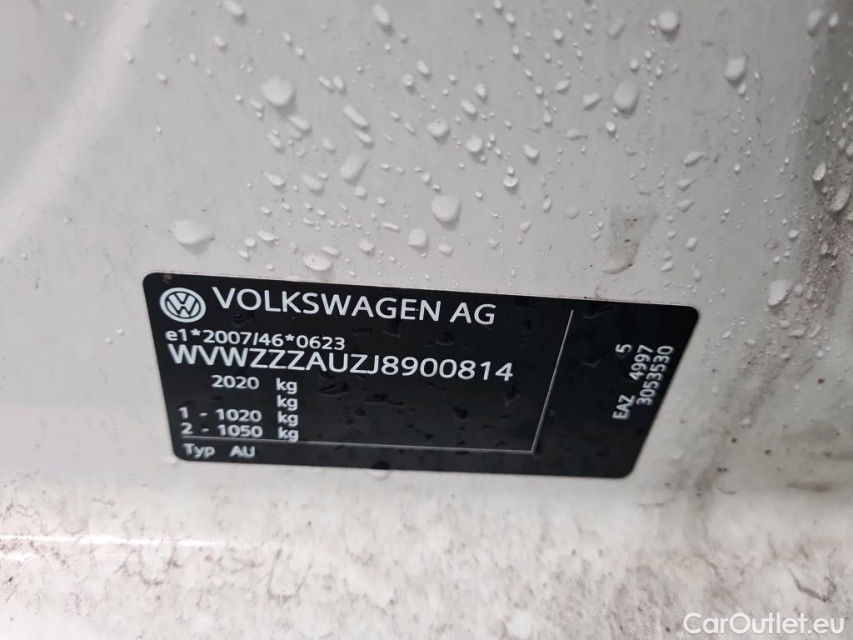 VOLKSWAGEN AG
e1*2007/46*0623
WVWZZZAUZJ8900814
2020 kg
kg
1 - 1020 kg
2 - 1050 kg
Typ AU
5
EAZ 4997
3053530
CarOutlet.eu